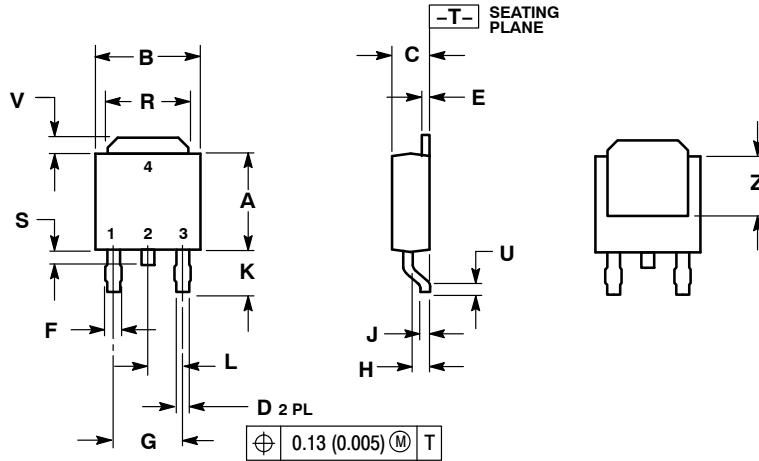 –T– SEATING
PLANE
B
C
V
R
E
4
A
Z
S
1 2 3
K
U
F
L
J
H
D 2 PL
G
⌖ 0.13 (0.005) Ⓜ T